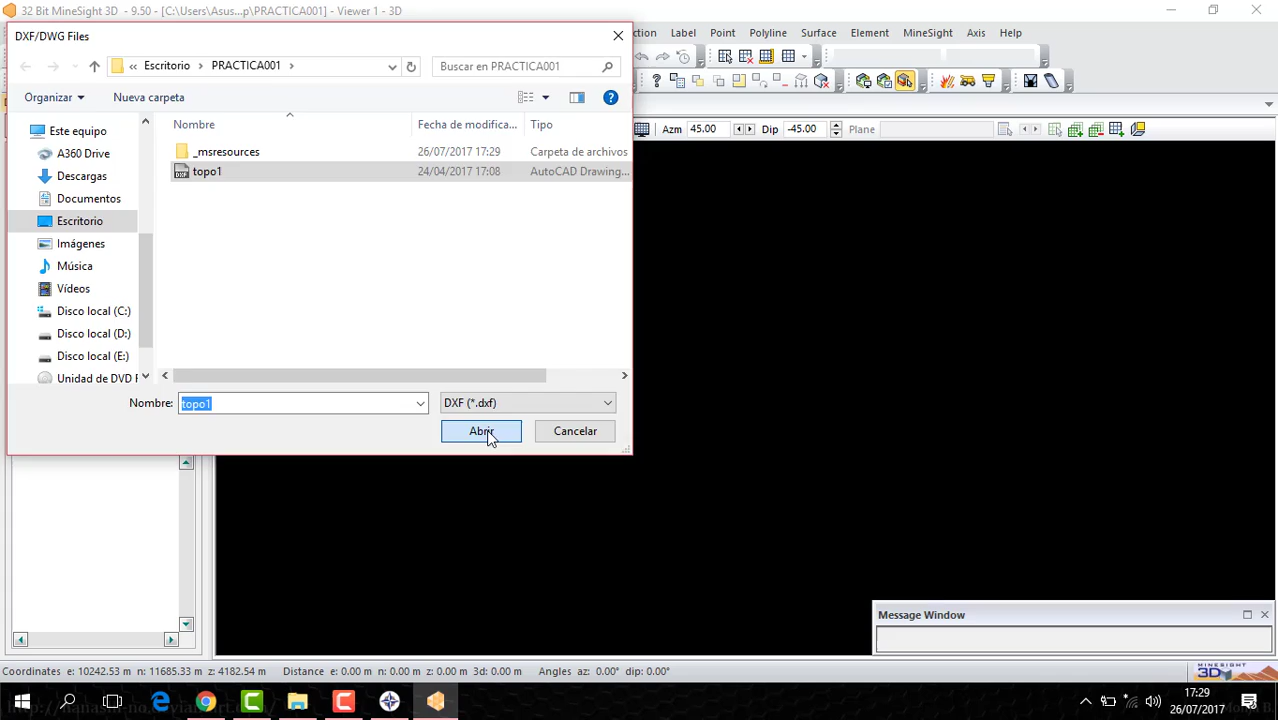 32 Bit MineSight 3D - 9.50 - [C:\Users\Asus...p\PRACTICA001] - Viewer 1 - 3D
DXF/DWG Files
Label Point Polyline Surface Element MineSight Axis Help
« Escritorio > PRACTICA001 >
Buscar en PRACTICA001
Organizar
Nueva carpeta
Azm 45.00 Dip -45.00 Plane
Nombre Fecha de modifica... Tipo
Este equipo
A360 Drive
Descargas
Documentos
Escritorio
Imágenes
Música
Vídeos
Disco local (C:)
Disco local (D:)
Disco local (E:)
Unidad de DVD
_msresources 26/07/2017 17:29 Carpeta de archivos
topo1 24/04/2017 17:08 AutoCAD Drawing...
Nombre: topo1 DXF (*.dxf)
Abrir Cancelar
Message Window
Coordinates e: 10242.53 m n: 11685.33 m z: 4182.54 m Distance e: 0.00 m n: 0.00 m z: 0.00 m 3d: 0.00 m Angles az: 0.00° dip: 0.00°
MINESIGHT 3D
17:29
26/07/2017